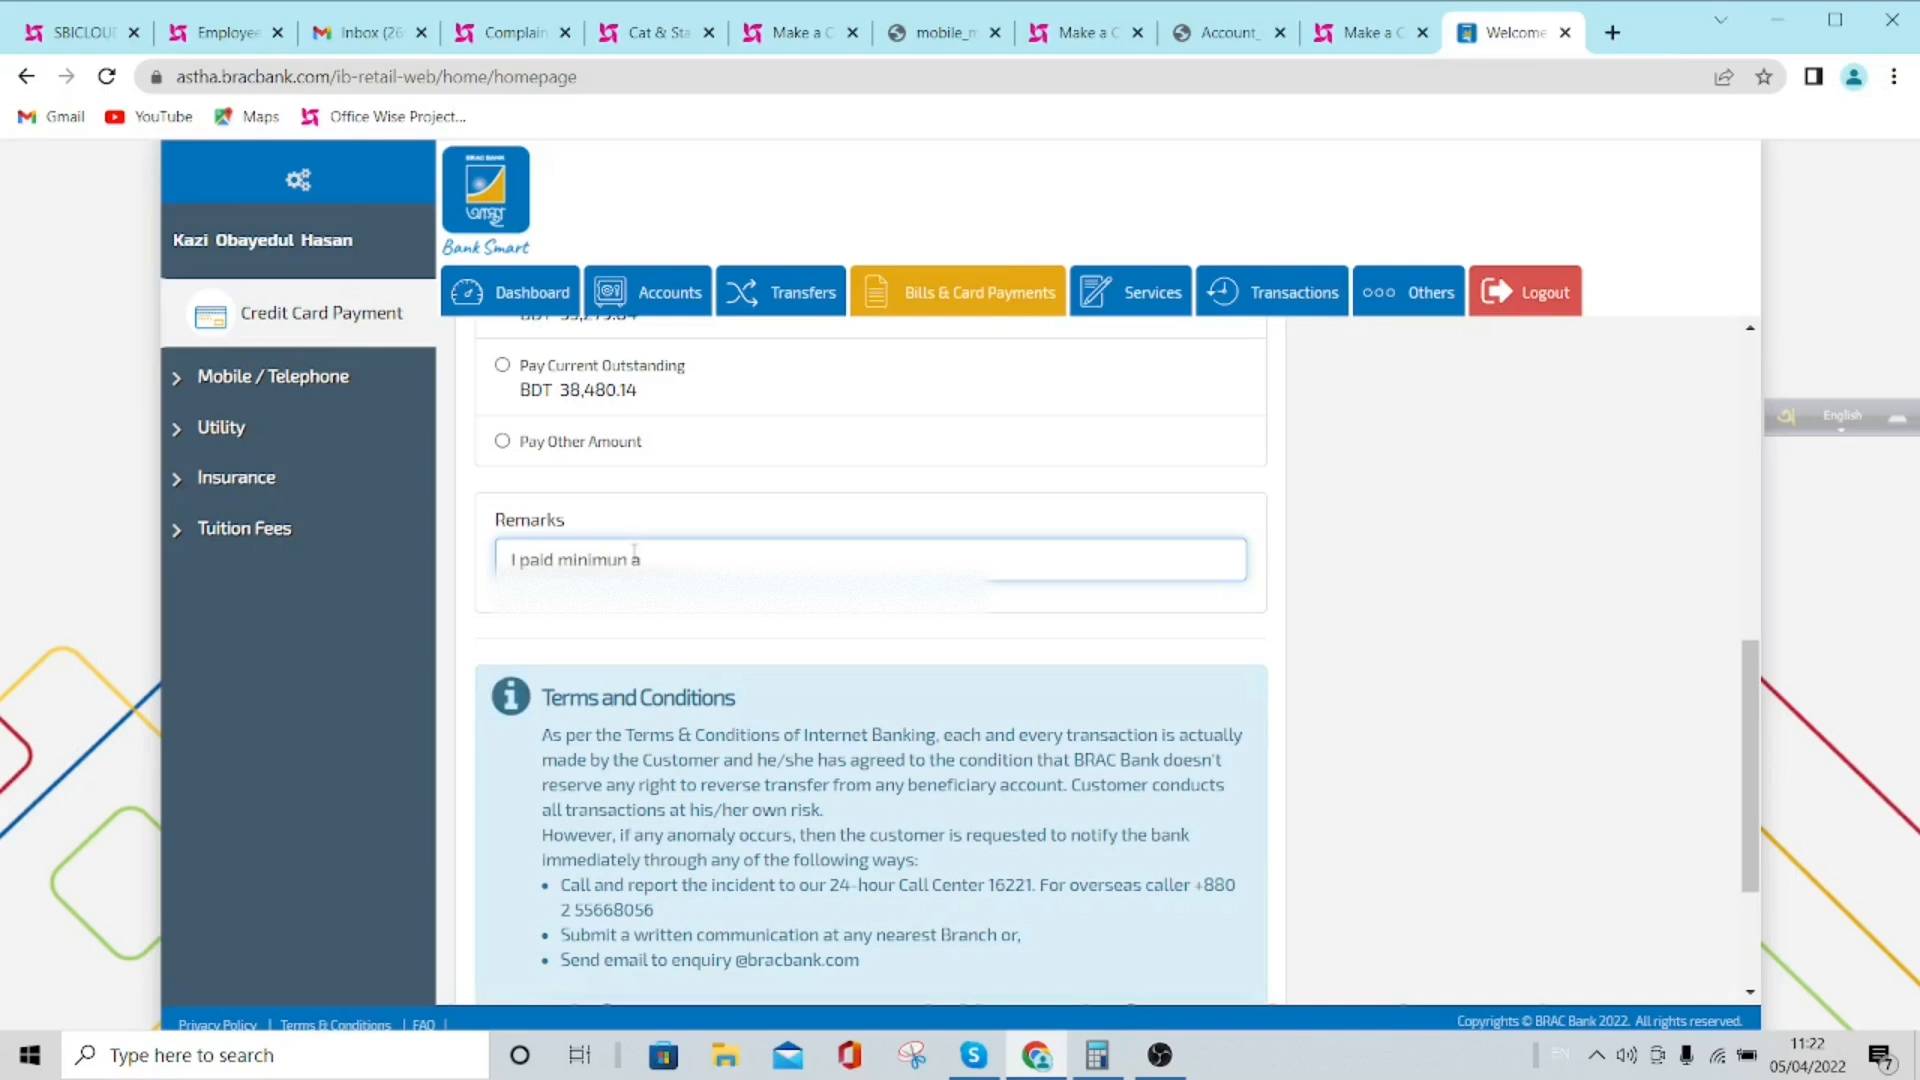 SBICLOUD
Employee
Inbox (26
Complain
Cat & Sta
Make a C
mobile_m
Make a C
Account_
Make a C
Welcome
astha.bracbank.com/ib-retail-web/home/homepage
Gmail
YouTube
Maps
Office Wise Project...
BRAC BANK
আস্থা
Bank Smart
Kazi Obayedul Hasan
Dashboard
Accounts
Transfers
Bills & Card Payments
Services
Transactions
Others
Logout
Credit Card Payment
Mobile / Telephone
Utility
Insurance
Tuition Fees
Pay Current Outstanding
BDT 38,480.14
Pay Other Amount
Remarks
I paid minimun a
Terms and Conditions
As per the Terms & Conditions of Internet Banking, each and every transaction is actually
made by the Customer and he/she has agreed to the condition that BRAC Bank doesn't
reserve any right to reverse transfer from any beneficiary account. Customer conducts
all transactions at his/her own risk.
However, if any anomaly occurs, then the customer is requested to notify the bank
immediately through any of the following ways:
• Call and report the incident to our 24-hour Call Center 16221. For overseas caller +880
2 55668056
• Submit a written communication at any nearest Branch or,
• Send email to enquiry @bracbank.com
অ English
Privacy Policy | Terms & Conditions | FAQ |
Copyrights © BRAC Bank 2022. All rights reserved.
Type here to search
EN
11:22
05/04/2022
7